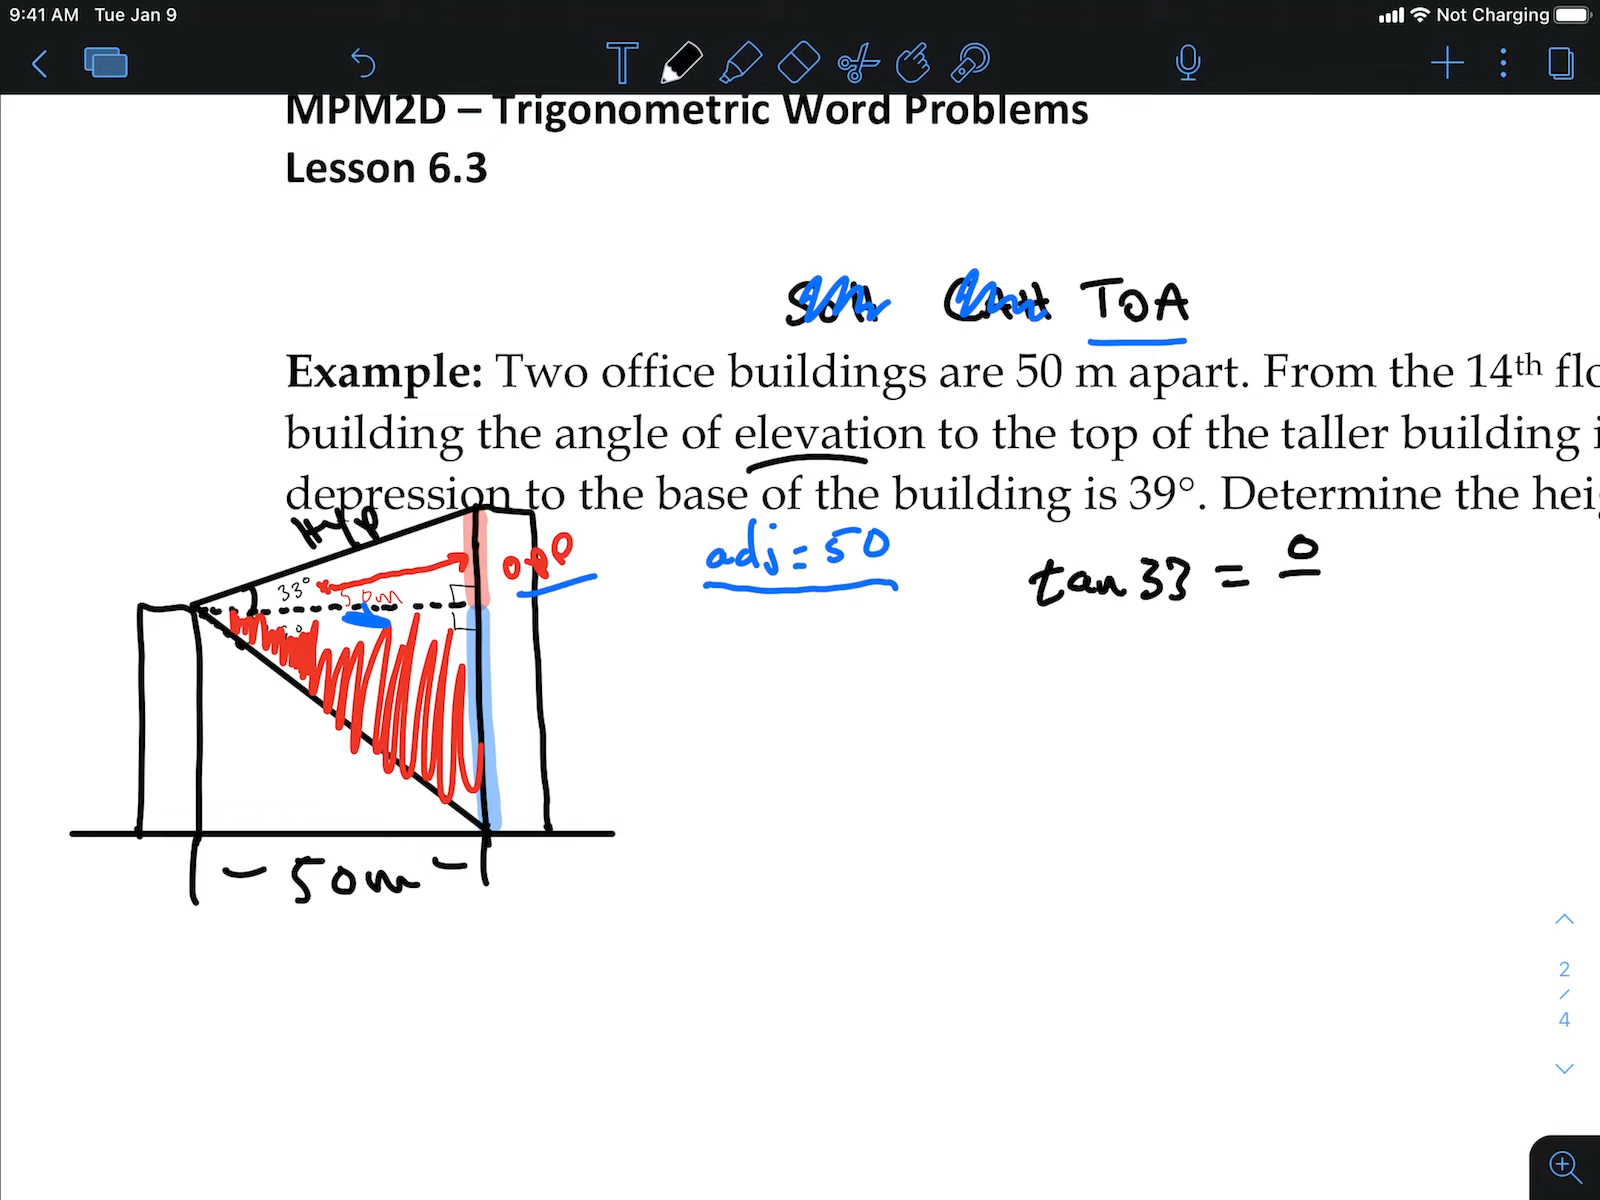 9:41 AM Tue Jan 9
Not Charging
MPM2D – Trigonometric Word Problems
Lesson 6.3
SOH CAH TOA
Example: Two office buildings are 50 m apart. From the 14th flo
building the angle of elevation to the top of the taller building i
depression to the base of the building is 39°. Determine the hei
Hyp
adj = 50
tan 33 = o
opp
33°
50m
- 50m -
2
/
4